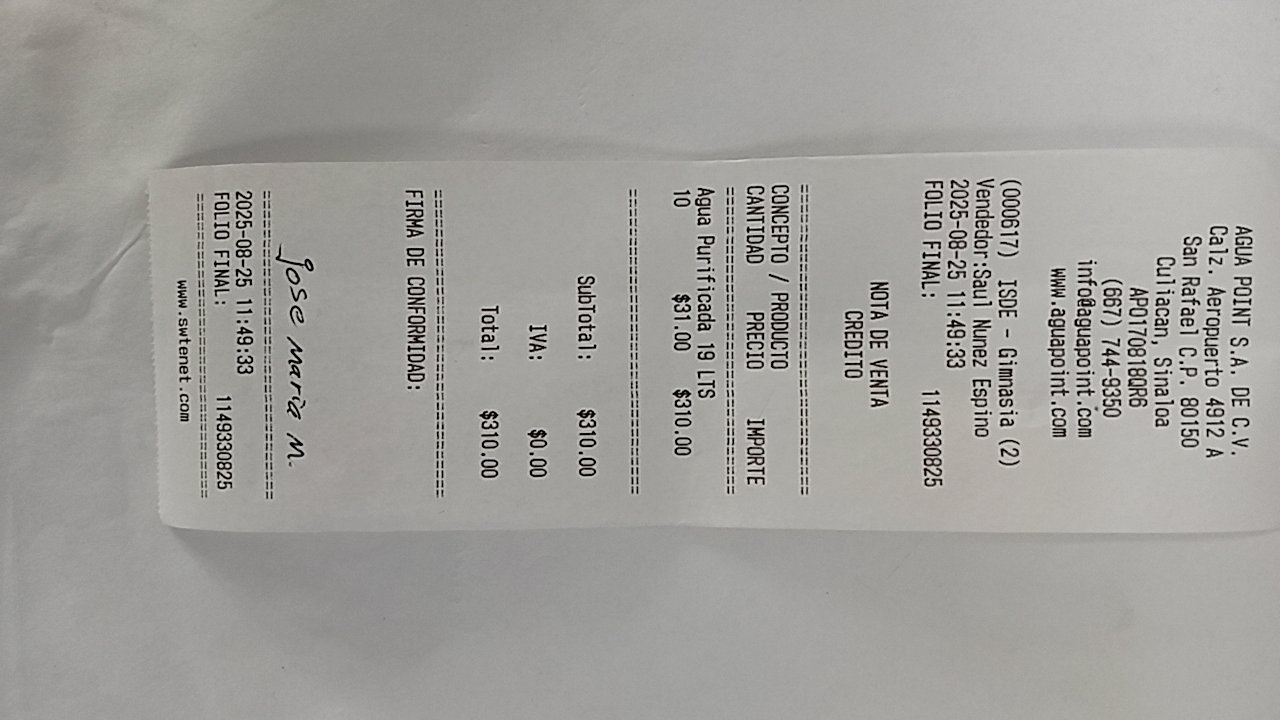 AGUA POINT S.A. DE C.V.
Calz. Aeropuerto 4912 A
San Rafael C.P. 80150
Culiacan, Sinaloa
APO170818QRG
(667) 744-9350
info@aguapoint.com
www.aguapoint.com
(000617) ISDE - Gimnasia (2)
Vendedor:Saul Nunez Espino
2025-08-25 11:49:33
FOLIO FINAL: 1149330825
NOTA DE VENTA
CREDITO
================================
CONCEPTO / PRODUCTO
CANTIDAD PRECIO IMPORTE
================================
Agua Purificada 19 LTS
10 $31.00 $310.00
================================
SubTotal: $310.00
IVA: $0.00
Total: $310.00
================================
FIRMA DE CONFORMIDAD:
Jose maria n.
================================
2025-08-25 11:49:33
FOLIO FINAL: 1149330825
================================
www.swtenet.com